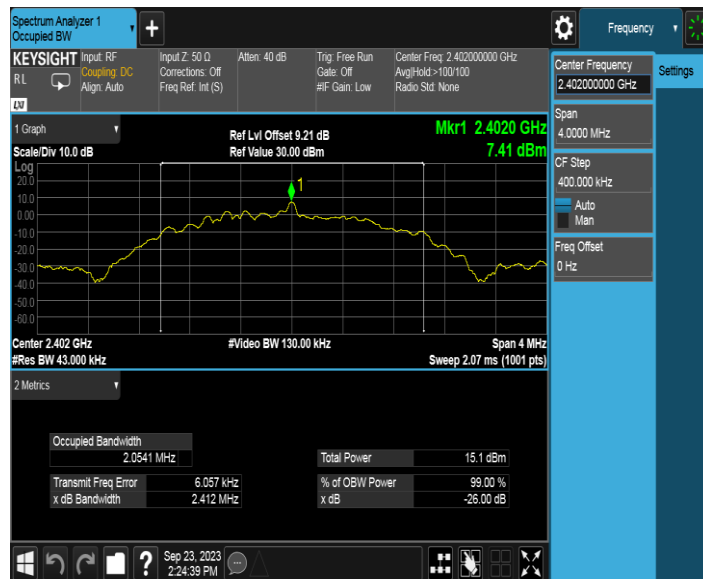 Spectrum Analyzer 1
Occupied BW
+
Frequency
KEYSIGHT
RL
LXI
Input: RF
Coupling: DC
Align: Auto
Input Z: 50 Ω
Corrections: Off
Freq Ref: Int (S)
Atten: 40 dB
Trig: Free Run
Gate: Off
#IF Gain: Low
Center Freq: 2.402000000 GHz
Avg|Hold:>100/100
Radio Std: None
Center Frequency
2.402000000 GHz
Settings
Span
4.0000 MHz
CF Step
400.000 kHz
Auto
Man
Freq Offset
0 Hz
1 Graph
Scale/Div 10.0 dB
Ref Lvl Offset 9.21 dB
Ref Value 30.00 dBm
Mkr1 2.4020 GHz
7.41 dBm
Log
20.0
10.0
0.00
-10.0
-20.0
-30.0
-40.0
-50.0
-60.0
1
Center 2.402 GHz
#Res BW 43.000 kHz
#Video BW 130.00 kHz
Span 4 MHz
Sweep 2.07 ms (1001 pts)
2 Metrics
Occupied Bandwidth
2.0541 MHz
Total Power 15.1 dBm
Transmit Freq Error 6.057 kHz
% of OBW Power 99.00 %
x dB Bandwidth 2.412 MHz
x dB -26.00 dB
?
Sep 23, 2023
2:24:39 PM